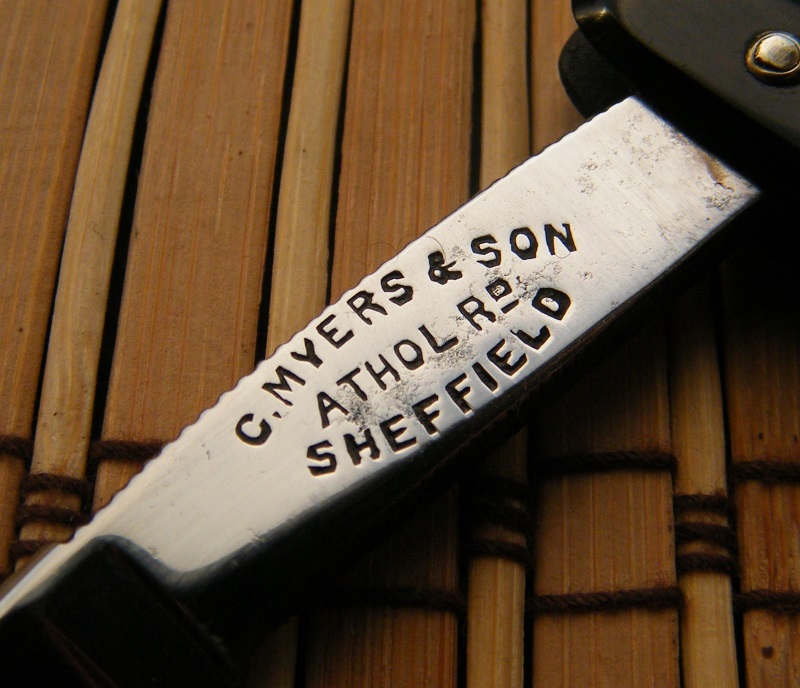 C. MYERS & SON
ATHOL RD
SHEFFIELD